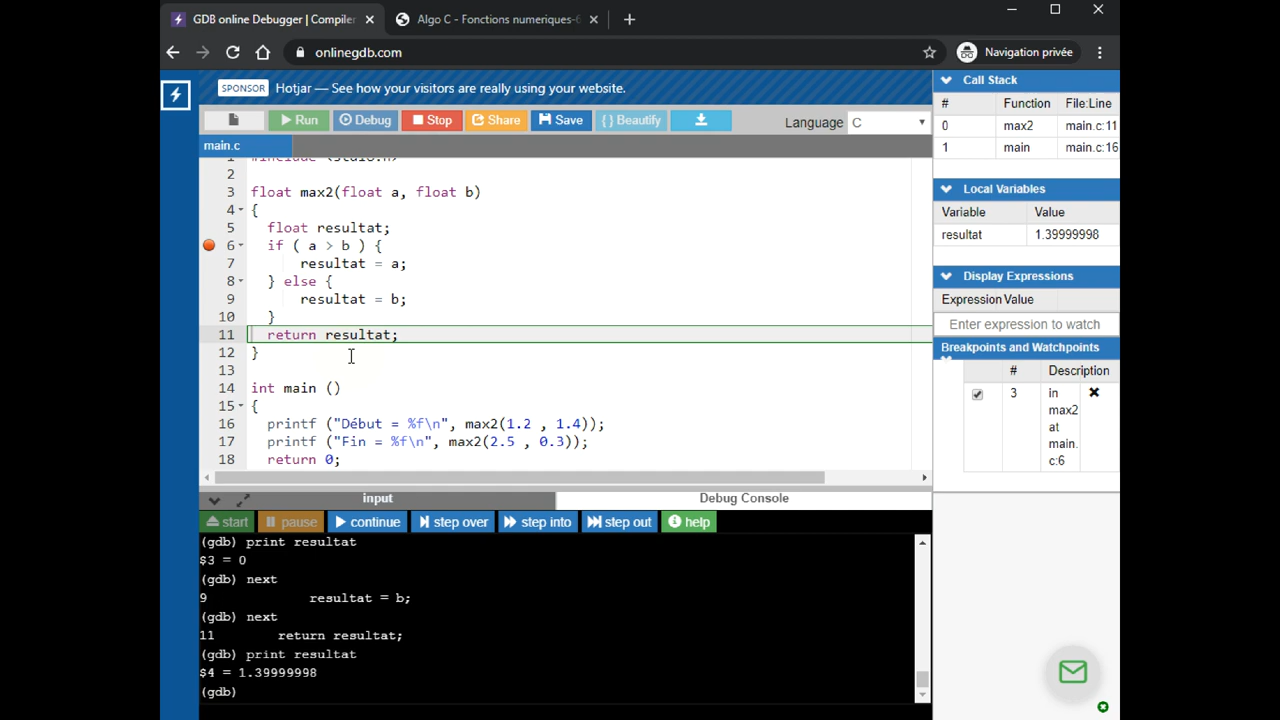 GDB online Debugger | Compiler
Algo C - Fonctions numeriques-6
onlinegdb.com
Navigation privée
SPONSOR Hotjar — See how your visitors are really using your website.
Run Debug Stop Share Save {} Beautify
Language C
main.c
1 #include <stdio.h>
2
3 float max2(float a, float b)
4 {
5 float resultat;
6 if ( a > b ) {
7 resultat = a;
8 } else {
9 resultat = b;
10 }
11 return resultat;
12 }
13
14 int main ()
15 {
16 printf ("Début = %f\n", max2(1.2 , 1.4));
17 printf ("Fin = %f\n", max2(2.5 , 0.3));
18 return 0;
input Debug Console
start pause continue step over step into step out help
(gdb) print resultat
$3 = 0
(gdb) next
9 resultat = b;
(gdb) next
11 return resultat;
(gdb) print resultat
$4 = 1.39999998
(gdb)
Call Stack
# Function File:Line
0 max2 main.c:11
1 main main.c:16
Local Variables
Variable Value
resultat 1.39999998
Display Expressions
Expression Value
Enter expression to watch
Breakpoints and Watchpoints
# Description
3 in
max2
at
main.
c:6